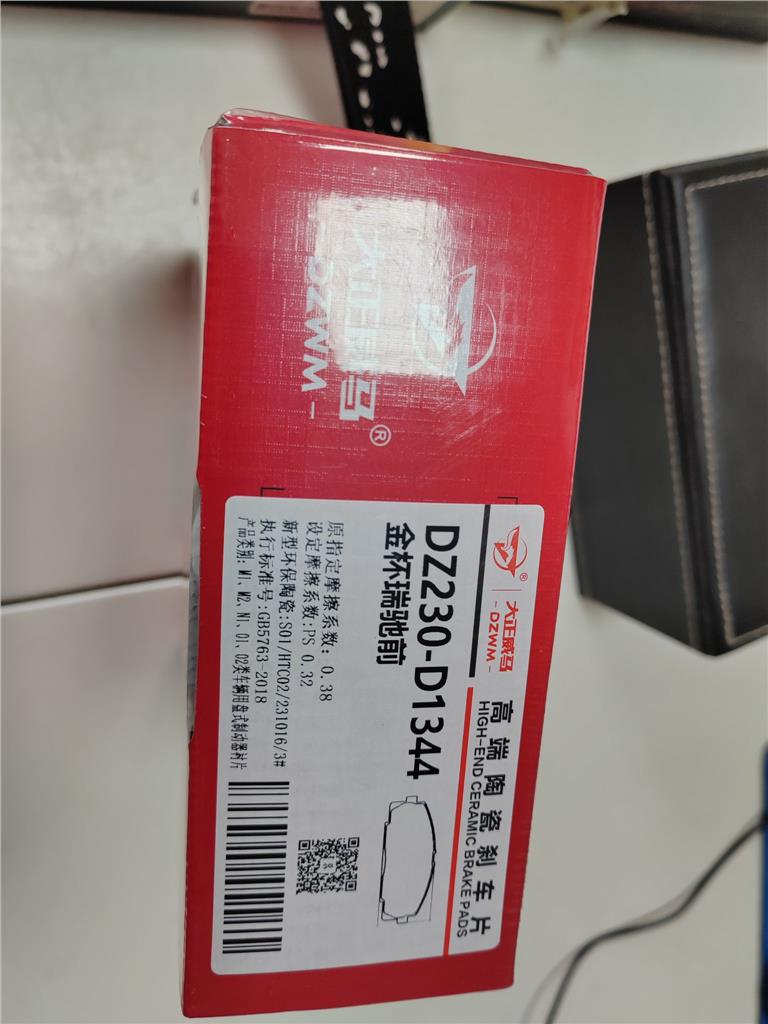 大正威马®
DZWM
®
大正威马
-DZWM-
高端陶瓷刹车片
HIGH-END CERAMIC BRAKE PADS
DZ230-D1344
金杯瑞驰前
原指定摩擦系数: 0.38
设定摩擦系数:PS 0.32
新型环保陶瓷:S01/HTC02/231016/3#
执行标准号:GB5763-2018
产品类别: M1、M2、N1、O1、O2类车辆用盘式制动器衬片